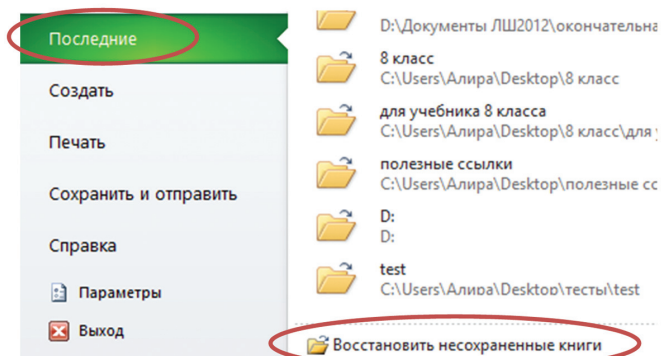 Последние
Создать
Печать
Сохранить и отправить
Справка
Параметры
Выход
D:\Документы ЛШ2012\окончательна
8 класс
C:\Users\Алира\Desktop\8 класс
для учебника 8 класса
C:\Users\Алира\Desktop\8 класс\для
полезные ссылки
C:\Users\Алира\Desktop\полезные сс
D:
D:
test
C:\Users\Алира\Desktop\тесты\test
Восстановить несохраненные книги